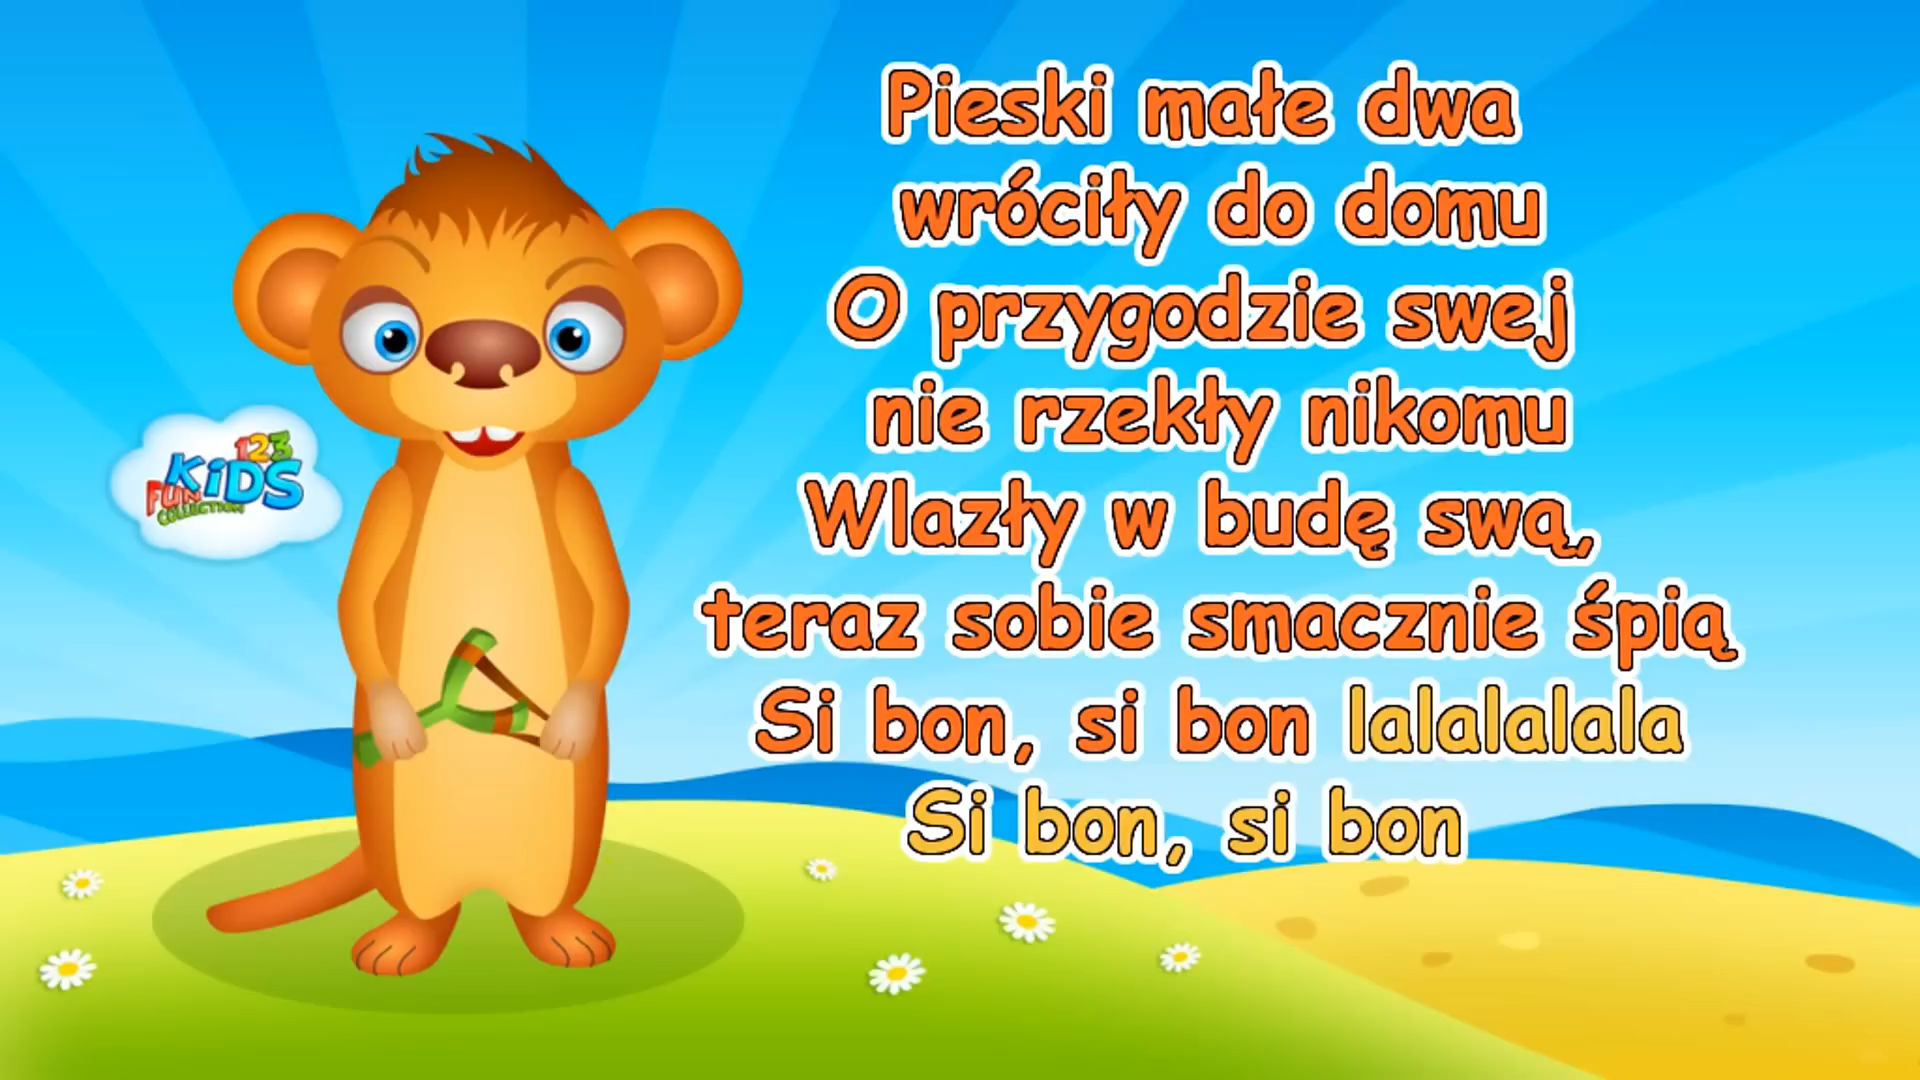 Pieski małe dwa
wróciły do domu
O przygodzie swej
nie rzekły nikomu
Wlazły w budę swą,
teraz sobie smacznie śpią
Si bon, si bon lalalalala
Si bon, si bon
123
KiDS
FUN
COLLECTION